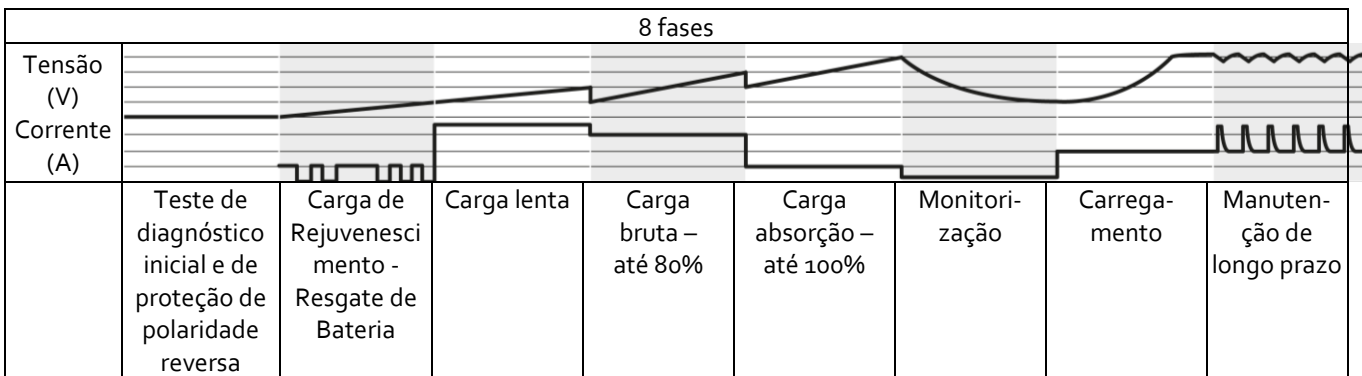 8 fases
Tensão
(V)
Corrente
(A)
Teste de
diagnóstico
inicial e de
proteção de
polaridade
reversa
Carga de
Rejuvenesci
mento -
Resgate de
Bateria
Carga lenta
Carga
bruta –
até 80%
Carga
absorção –
até 100%
Monitori-
zação
Carrega-
mento
Manuten-
ção de
longo prazo